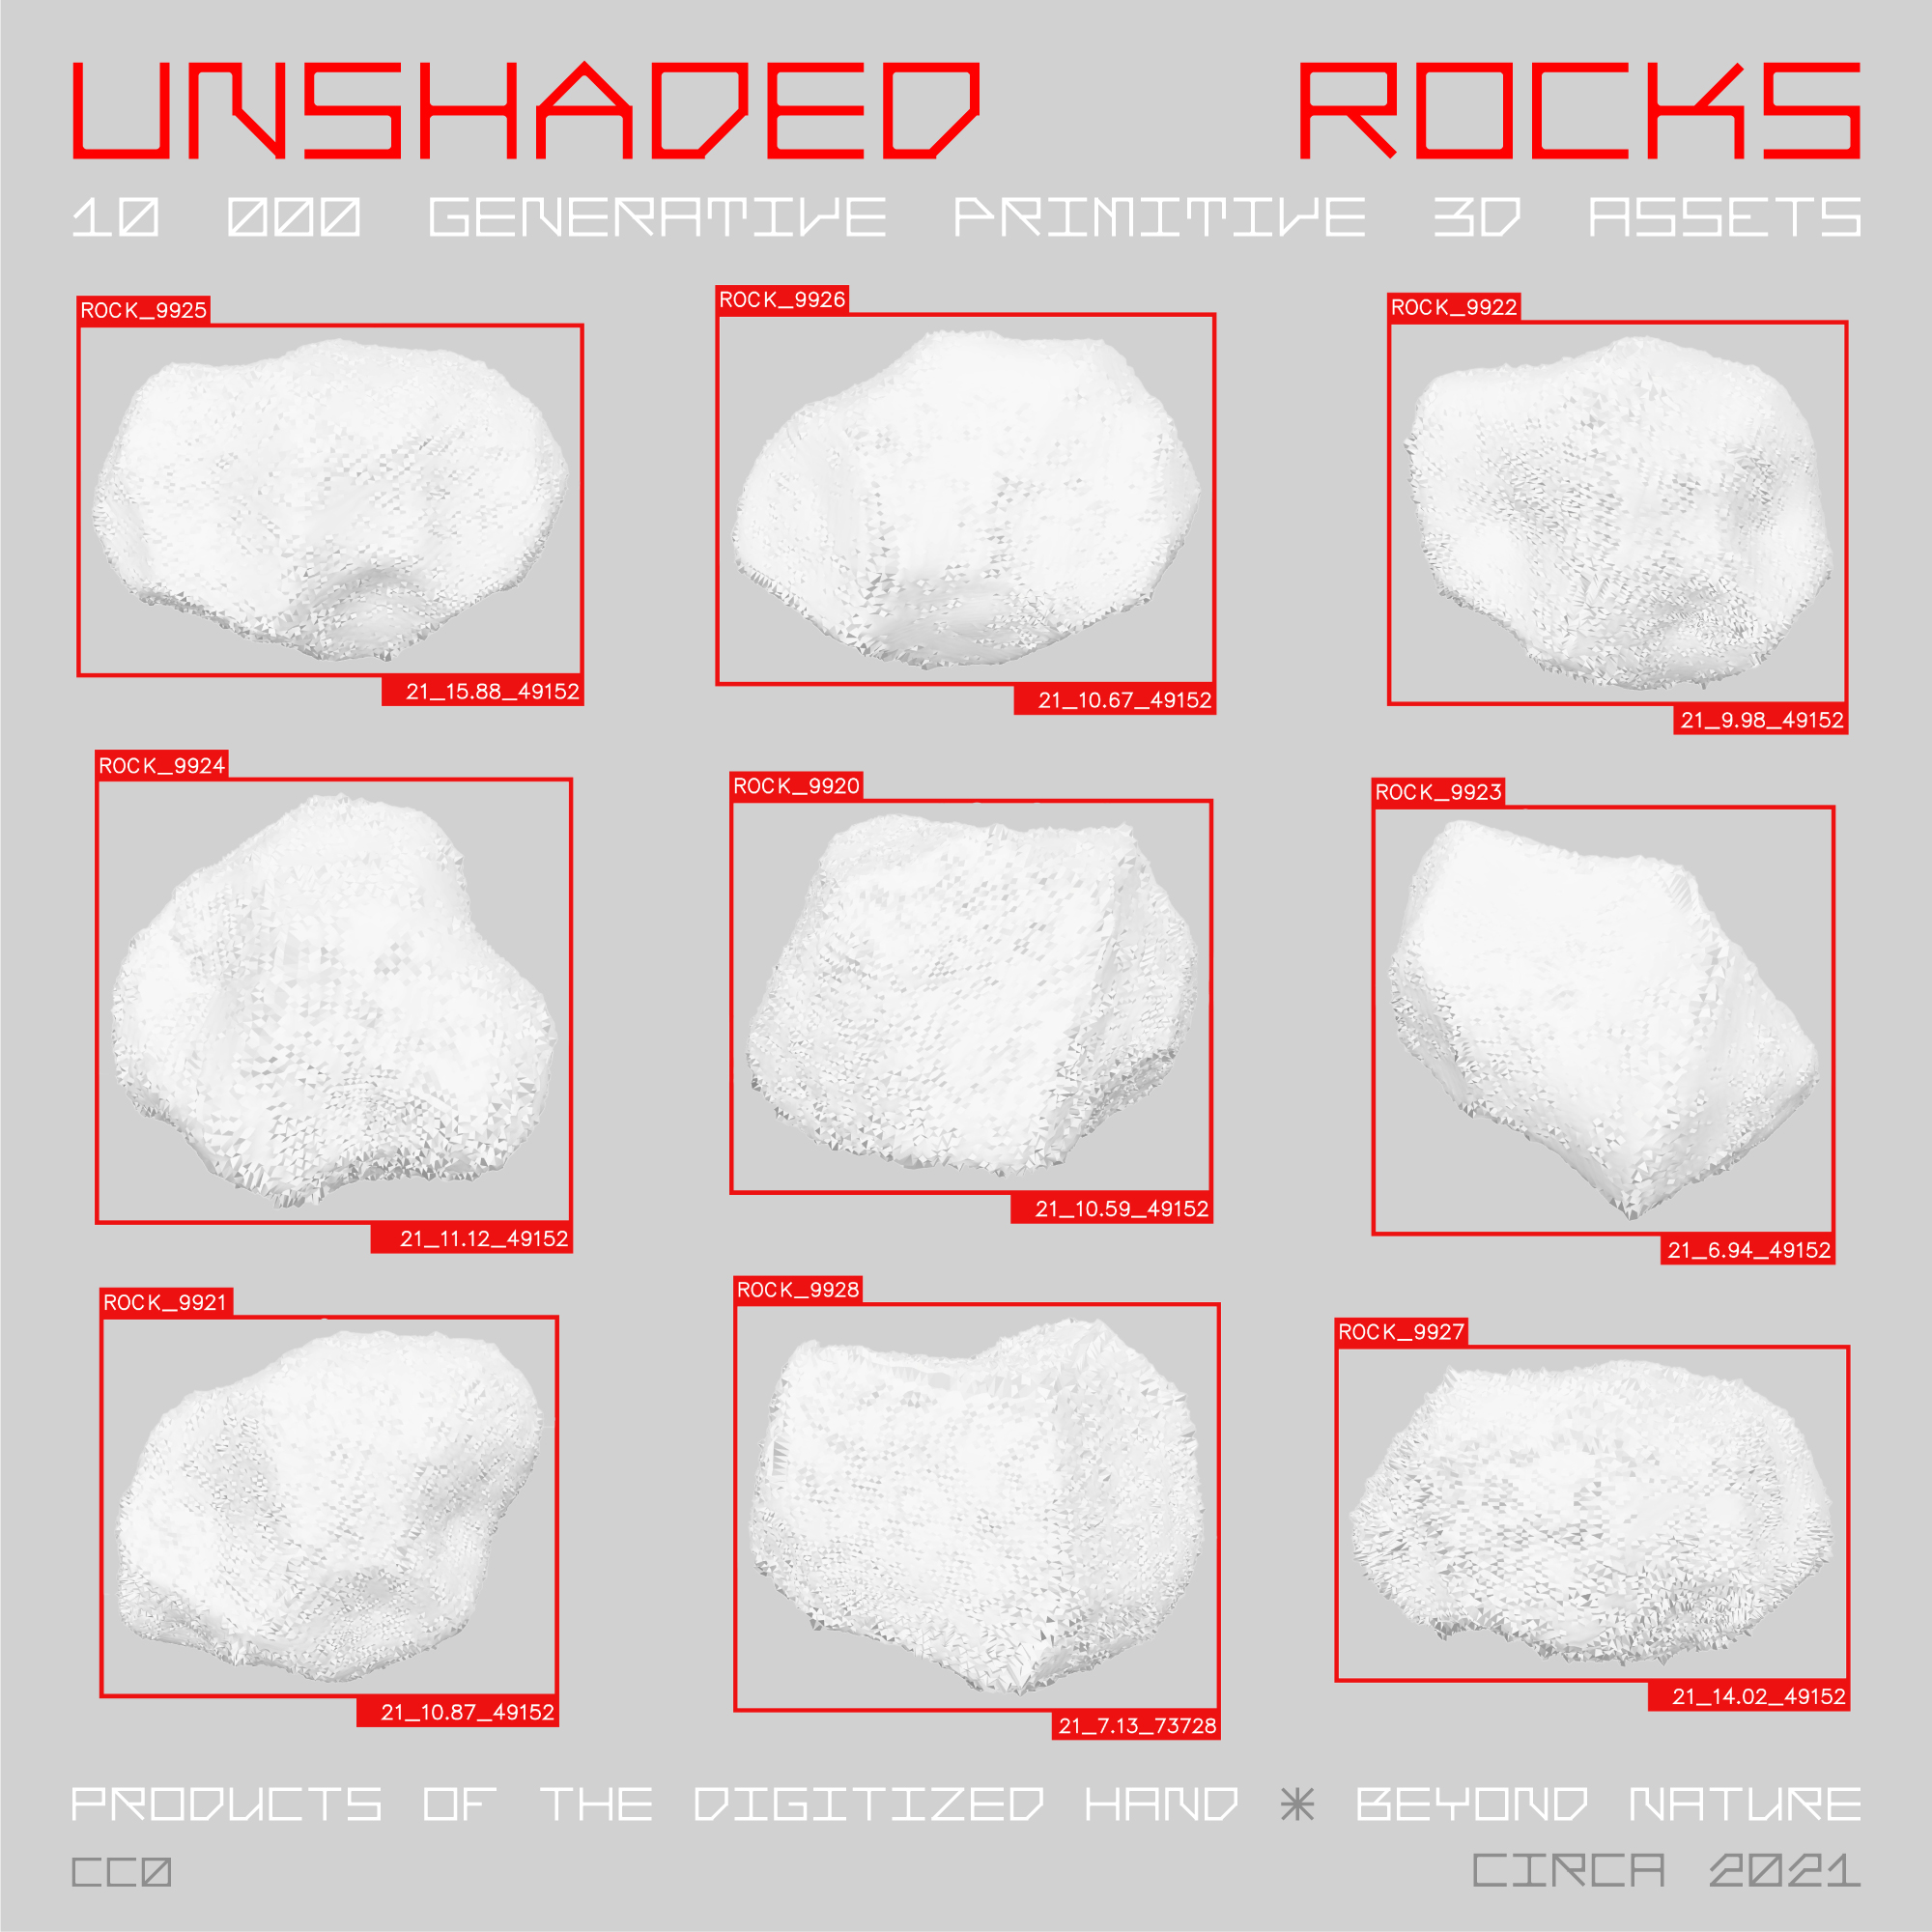 UNSHADED ROCKS
10 000 GENERATIVE PRIMITIVE 3D ASSETS
ROCK_9925
21_15.88_49152
ROCK_9926
21_10.67_49152
ROCK_9922
21_9.98_49152
ROCK_9924
21_11.12_49152
ROCK_9920
21_10.59_49152
ROCK_9923
21_6.94_49152
ROCK_9921
21_10.87_49152
ROCK_9928
21_7.13_73728
ROCK_9927
21_14.02_49152
PRODUCTS OF THE DIGITIZED HAND * BEYOND NATURE
CC0 CIRCA 2021